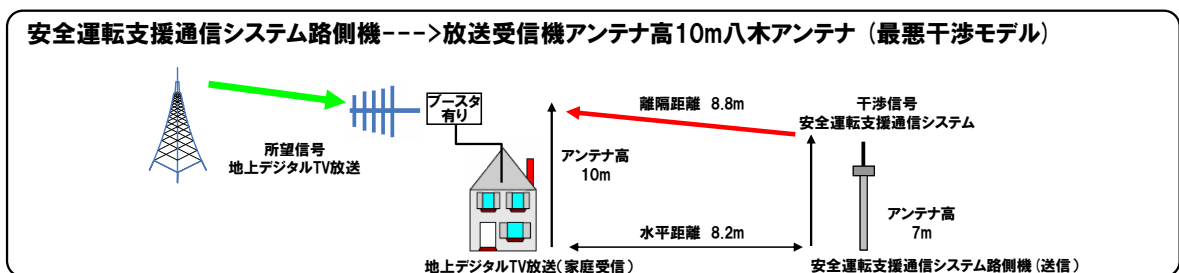 安全運転支援通信システム路側機--->放送受信機アンテナ高10m八木アンテナ（最悪干渉モデル）
ブースタ
有り
離隔距離 8.8m
干渉信号
安全運転支援通信システム
所望信号
地上デジタルTV放送
アンテナ高
10m
アンテナ高
7m
水平距離 8.2m
地上デジタルTV放送（家庭受信）
安全運転支援通信システム路側機（送信）